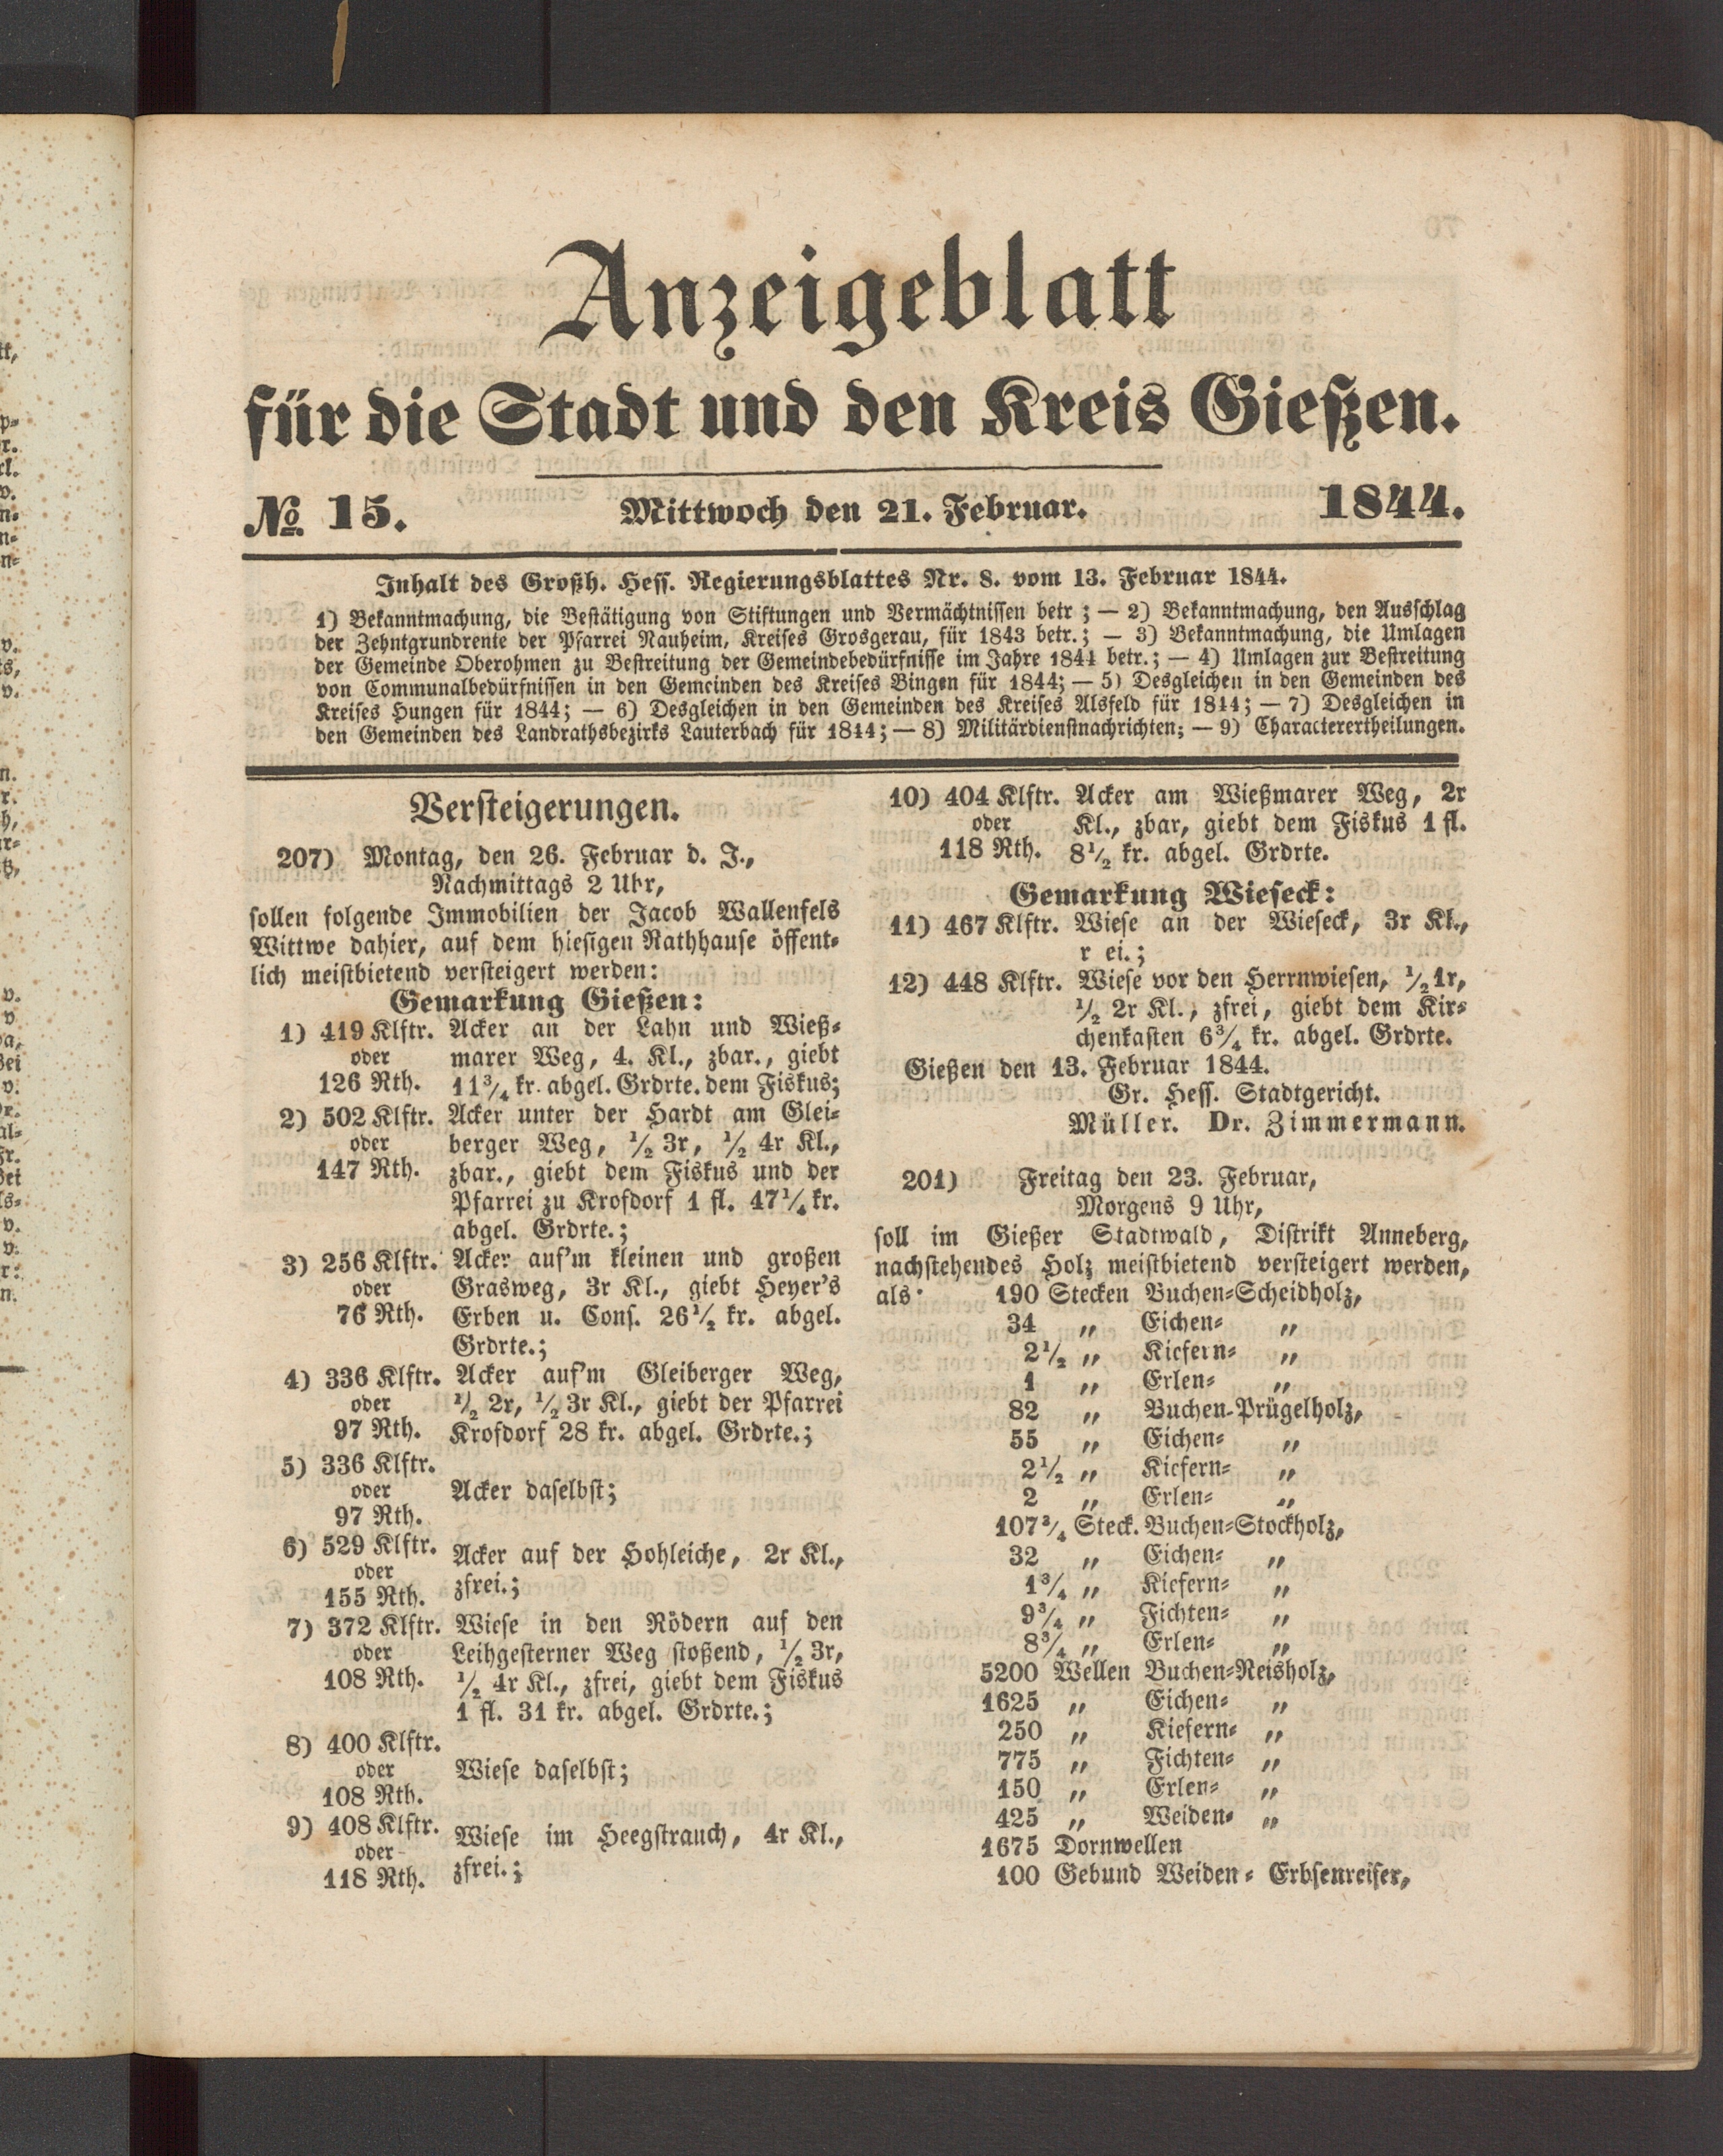 Anzeigeblatt
für die Stadt und den Kreis Gießen.
№ 15. Mittwoch den 21. Februar. 1844.
Inhalt des Großh. Hess. Regierungsblattes Nr. 8. vom 13. Februar 1844.
1) Bekanntmachung, die Bestätigung von Stiftungen und Vermächtnissen betr ; — 2) Bekanntmachung, den Ausschlag
der Zehntgrundrente der Pfarrei Nauheim, Kreises Grosgerau, für 1843 betr.; — 3) Bekanntmachung, die Umlagen
der Gemeinde Oberohmen zu Bestreitung der Gemeindebedürfnisse im Jahre 1844 betr.; — 4) Umlagen zur Bestreitung
von Communalbedürfnissen in den Gemeinden des Kreises Bingen für 1844; — 5) Desgleichen in den Gemeinden des
Kreises Hungen für 1844; — 6) Desgleichen in den Gemeinden des Kreises Alsfeld für 1844; — 7) Desgleichen in
den Gemeinden des Landrathsbezirks Lauterbach für 1844; — 8) Militärdienstnachrichten; — 9) Characterertheilungen.
Versteigerungen.
207) Montag, den 26. Februar d. J.,
Nachmittags 2 Uhr,
sollen folgende Immobilien der Jacob Wallenfels
Wittwe dahier, auf dem hiesigen Rathhause öffent-
lich meistbietend versteigert werden:
Gemarkung Gießen:
1) 419 Klftr. Acker an der Lahn und Wieß-
oder marer Weg, 4. Kl., zbar., giebt
126 Rth. 11¾ kr. abgel. Grdrte. dem Fiskus;
2) 502 Klftr. Acker unter der Hardt am Glei-
oder berger Weg, ½ 3r, ½ 4r Kl.,
147 Rth. zbar., giebt dem Fiskus und der
Pfarrei zu Krofdorf 1 fl. 47¼ kr.
abgel. Grdrte.;
3) 256 Klftr. Acker auf'm kleinen und großen
oder Grasweg, 3r Kl., giebt Heyer's
76 Rth. Erben u. Cons. 26½ kr. abgel.
Grdrte.;
4) 336 Klftr. Acker auf'm Gleiberger Weg,
oder ½ 2r, ½ 3r Kl., giebt der Pfarrei
97 Rth. Krofdorf 28 kr. abgel. Grdrte.;
5) 336 Klftr.
oder Acker daselbst;
97 Rth.
6) 529 Klftr. Acker auf der Hohleiche, 2r Kl.,
oder zfrei.;
155 Rth.
7) 372 Klftr. Wiese in den Rödern auf den
oder Leihgesterner Weg stoßend, ½ 3r,
108 Rth. ½ 4r Kl., zfrei, giebt dem Fiskus
1 fl. 31 kr. abgel. Grdrte.;
8) 400 Klftr.
oder Wiese daselbst;
108 Rth.
9) 408 Klftr. Wiese im Heegstrauch, 4r Kl.,
oder zfrei.;
118 Rth.
10) 404 Klftr. Acker am Wießmarer Weg, 2r
oder Kl., zbar, giebt dem Fiskus 1 fl.
118 Rth. 8½ kr. abgel. Grdrte.
Gemarkung Wieseck:
11) 467 Klftr. Wiese an der Wieseck, 3r Kl.,
r ei.;
12) 448 Klftr. Wiese vor den Herrnwiesen, ½ 1r,
½ 2r Kl., zfrei, giebt dem Kir-
chenkasten 6¾ kr. abgel. Grdrte.
Gießen den 13. Februar 1844.
Gr. Hess. Stadtgericht.
Müller. Dr. Zimmermann.
201) Freitag den 23. Februar,
Morgens 9 Uhr,
soll im Gießer Stadtwald, Distrikt Anneberg,
nachstehendes Holz meistbietend versteigert werden,
als 190 Stecken Buchen-Scheidholz,
34 „ Eichen- „
2½ „ Kiefern- „
1 „ Erlen- „
82 „ Buchen-Prügelholz,
55 „ Eichen- „
2½ „ Kiefern- „
2 „ Erlen- „
107¾ Steck. Buchen-Stockholz,
32 „ Eichen- „
1¾ „ Kiefern- „
9¾ „ Fichten- „
8¾ „ Erlen- „
5200 Wellen Buchen-Reisholz,
1625 „ Eichen- „
250 „ Kiefern- „
775 „ Fichten- „
150 „ Erlen- „
425 „ Weiden- „
1675 Dornwellen
100 Gebund Weiden- Erbsenreiser,